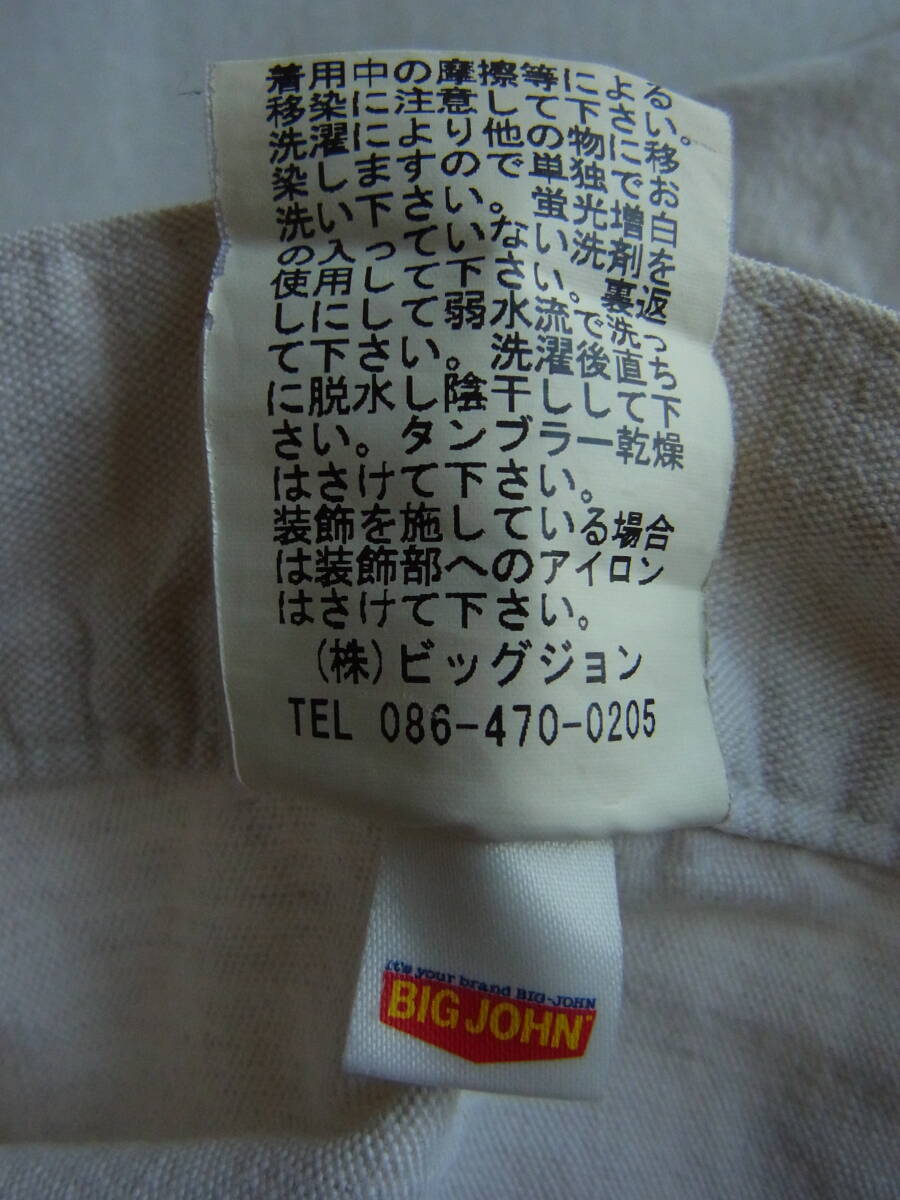 着用中の摩擦等による
移染に注意して下さい。
洗濯により他の物に移
染しますので単独でお
洗い下さい。蛍光増白
の入っていない洗剤を
使用して下さい。裏返
しにして弱水流で洗っ
て下さい。洗濯後直ち
に脱水し陰干しして下
さい。タンブラー乾燥
はさけて下さい。
装飾を施している場合
は装飾部へのアイロン
はさけて下さい。
(株)ビッグジョン
TEL 086-470-0205
It's your brand BIG-JOHN
BIG JOHN